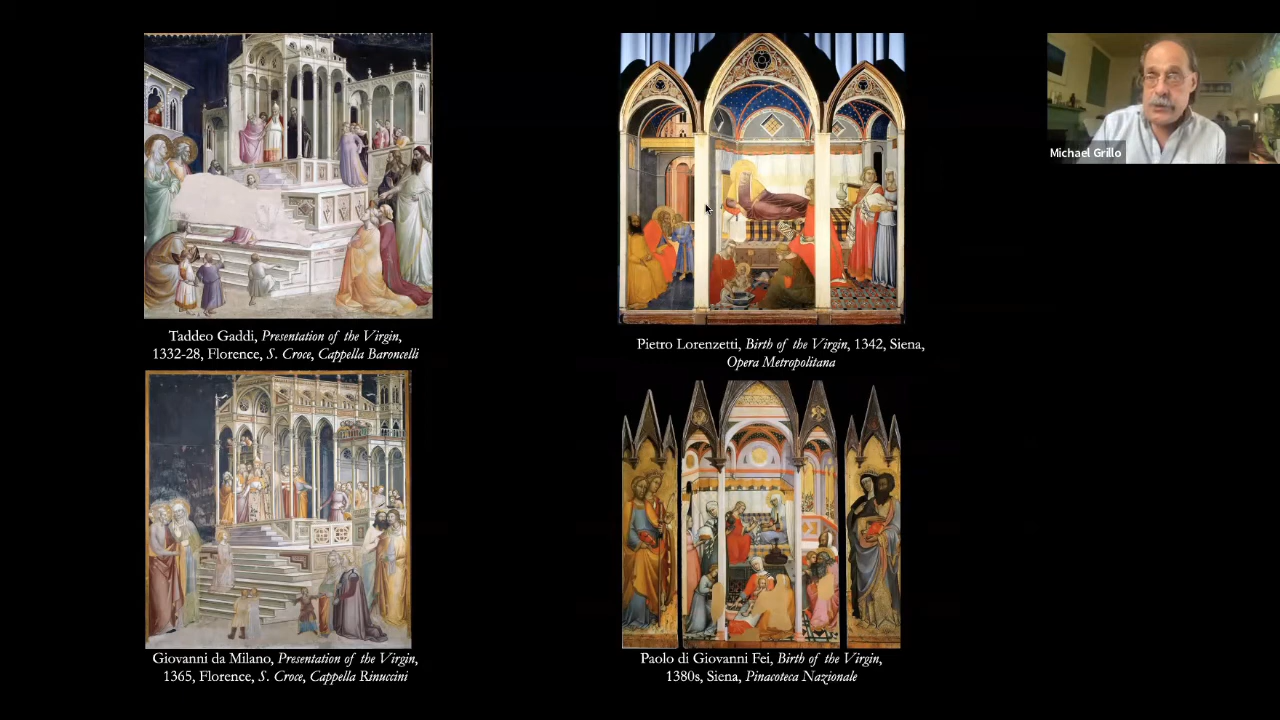 Taddeo Gaddi, Presentation of the Virgin,
1332-28, Florence, S. Croce, Cappella Baroncelli
Pietro Lorenzetti, Birth of the Virgin, 1342, Siena,
Opera Metropolitana
Michael Grillo
Giovanni da Milano, Presentation of the Virgin,
1365, Florence, S. Croce, Cappella Rinuccini
Paolo di Giovanni Fei, Birth of the Virgin,
1380s, Siena, Pinacoteca Nazionale